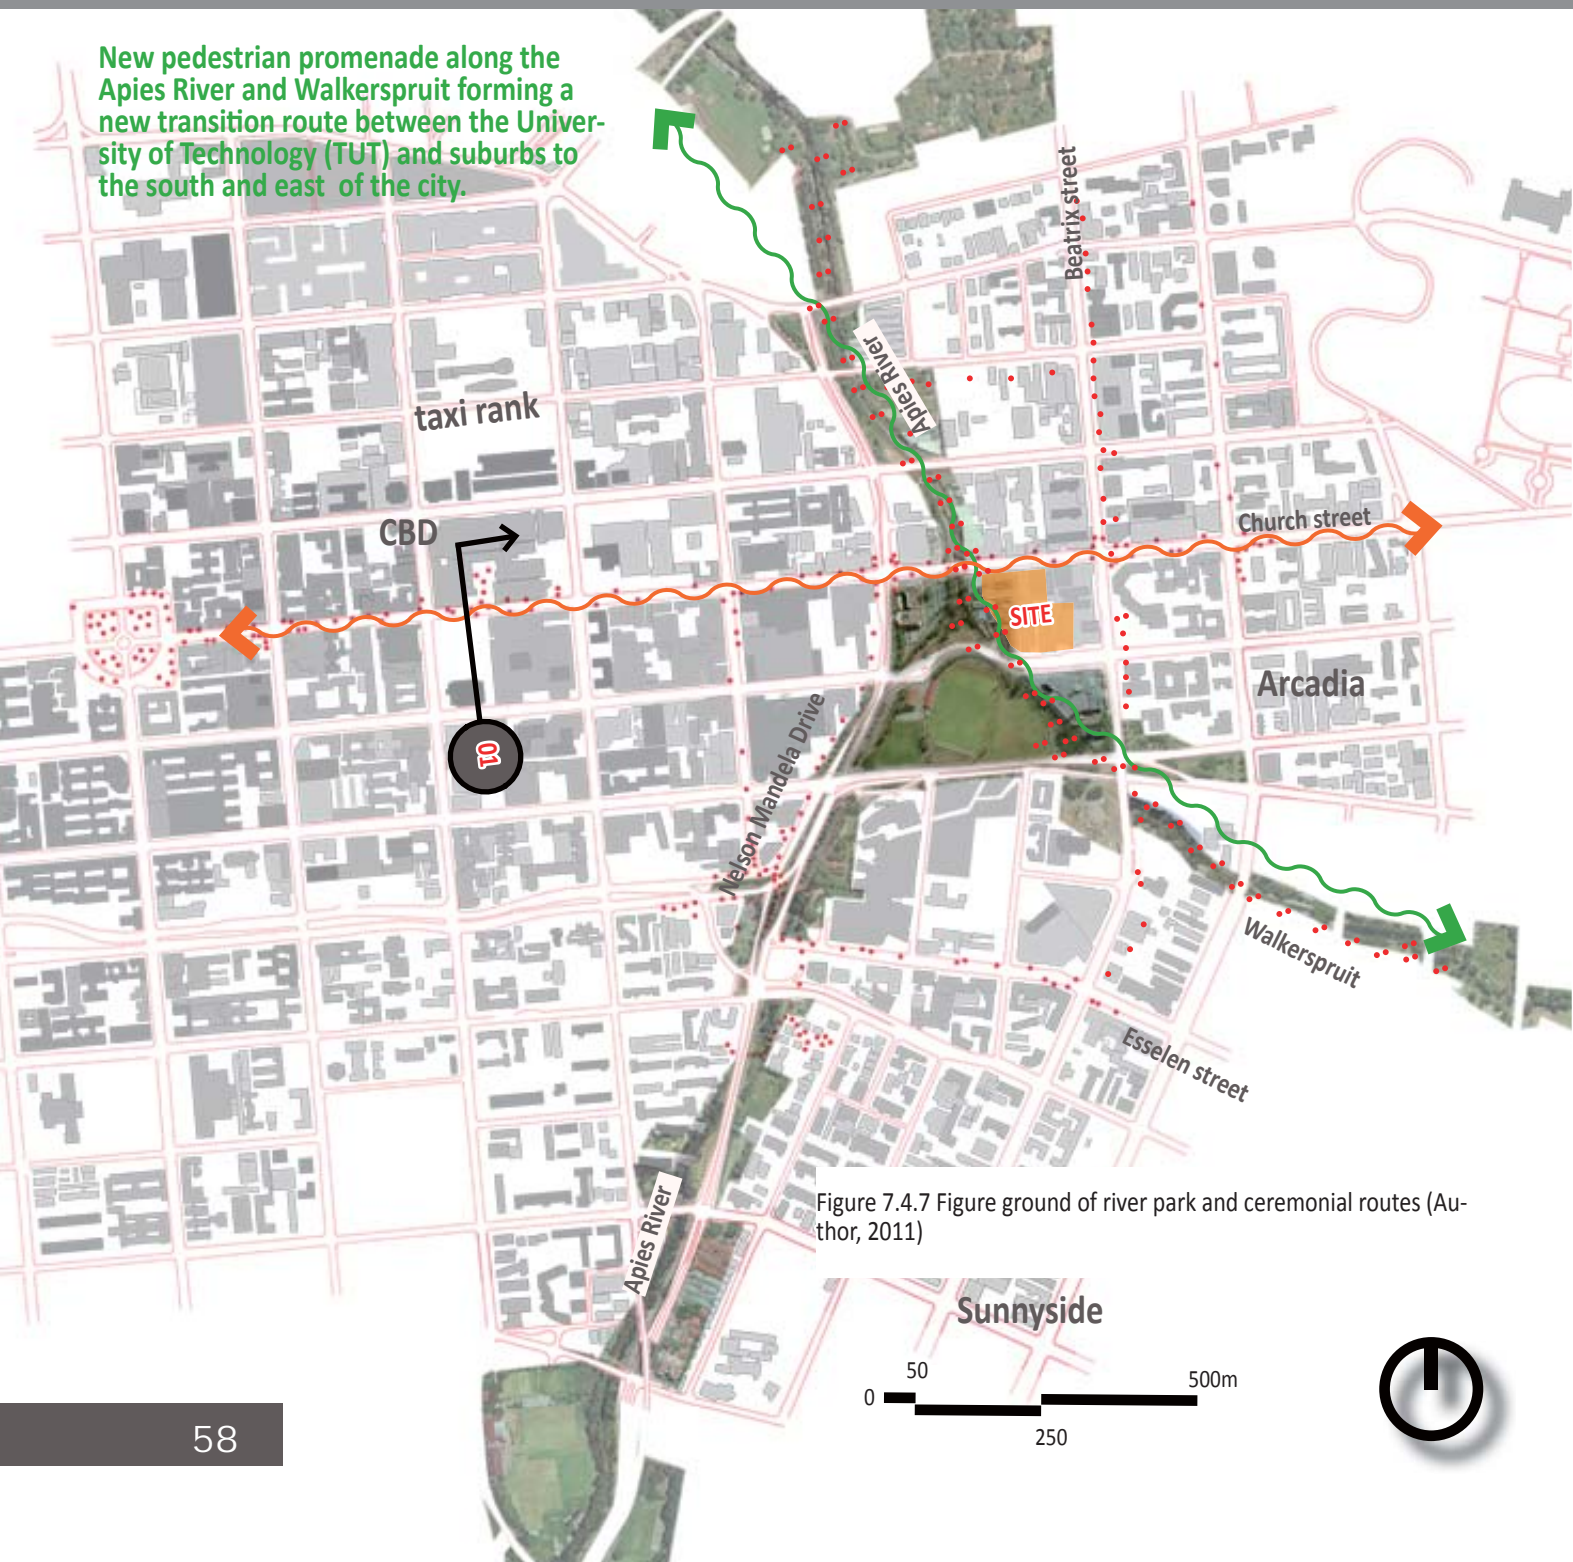 New pedestrian promenade along the
Apies River and Walkerspruit forming a
new transition route between the Univer-
sity of Technology (TUT) and suburbs to
the south and east of the city.
Beatrix street
Apies River
taxi rank
CBD
Church street
SITE
Arcadia
01
Nelson Mandela Drive
Walkerspruit
Esselen street
Apies River
Figure 7.4.7 Figure ground of river park and ceremonial routes (Au-
thor, 2011)
Sunnyside
0
50
250
500m
58